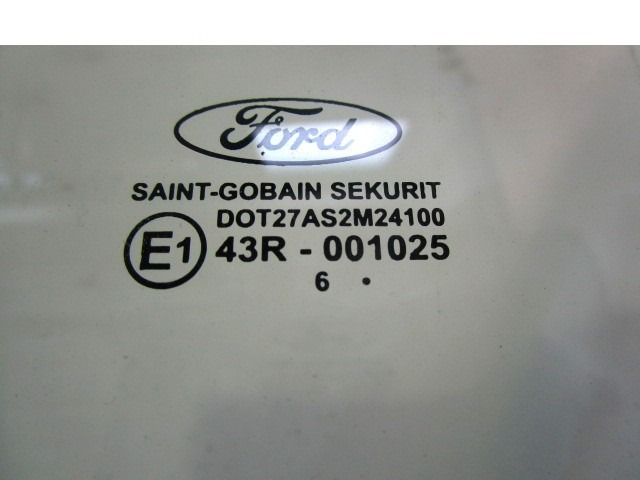 Ford
SAINT-GOBAIN SEKURIT
DOT27AS2M24100
E1 43R - 001025
6 .